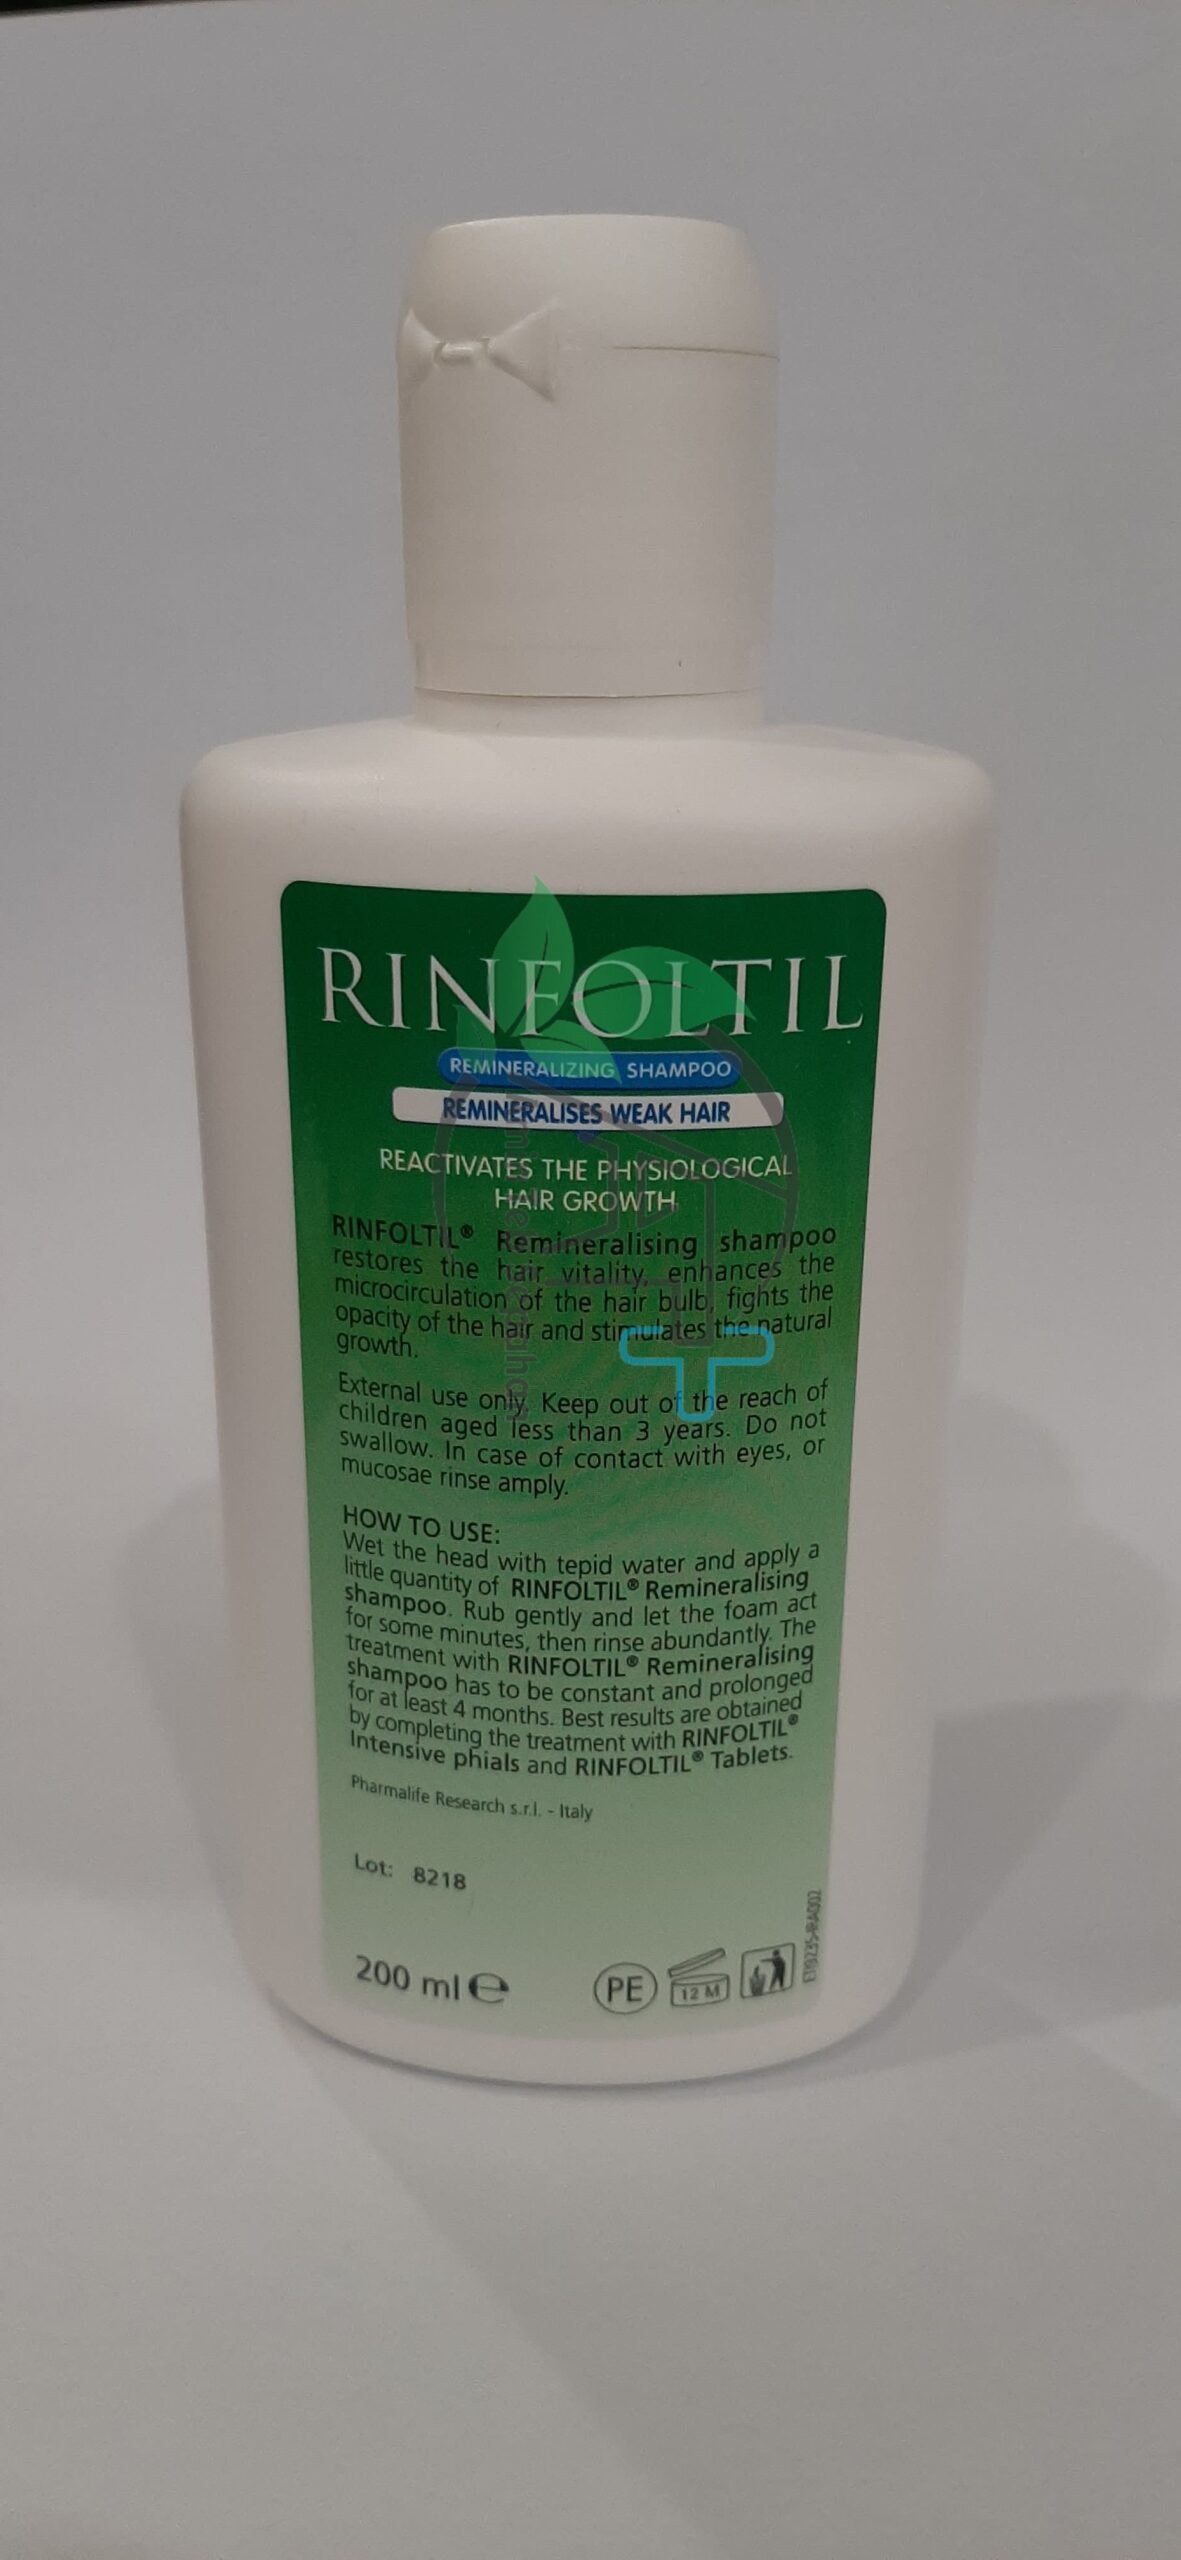 RINFOLTIL
REMINERALIZING SHAMPOO
REMINERALISES WEAK HAIR
REACTIVATES THE PHYSIOLOGICAL
HAIR GROWTH
RINFOLTIL® Remineralising shampoo
restores the hair vitality, enhances the
microcirculation of the hair bulb, fights the
opacity of the hair and stimulates the natural
growth.
External use only. Keep out of the reach of
children aged less than 3 years. Do not
swallow. In case of contact with eyes, or
mucosae rinse amply.
HOW TO USE:
Wet the head with tepid water and apply a
little quantity of RINFOLTIL® Remineralising
shampoo. Rub gently and let the foam act
for some minutes, then rinse abundantly. The
treatment with RINFOLTIL® Remineralising
shampoo has to be constant and prolonged
for at least 4 months. Best results are obtained
by completing the treatment with RINFOLTIL®
Intensive phials and RINFOLTIL® Tablets.
Pharmalife Research s.r.l. - Italy
Lot: 8218
200 ml ℮
PE
12 M